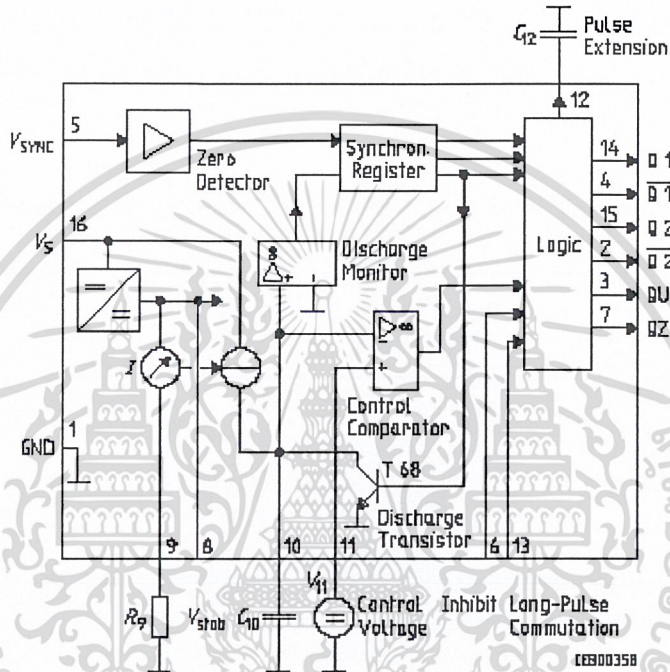 C12 Pulse
Extension
12
5
VSYNC
Zero
Detector
Synchron.
Register
14
Q 1
4
Q 1
15
Q 2
2
Q 2
3
QU
7
QZ
Logic
16
VS
Discharge
Monitor
∞
+ -
=
=
I
∞
-
+
Control
Comparator
1
GND
T 68
Discharge
Transistor
9 8 10 11 6 13
V11
R9 Vstab C10
Control
Voltage
Inhibit Long-Pulse
Commutation
IEB00358